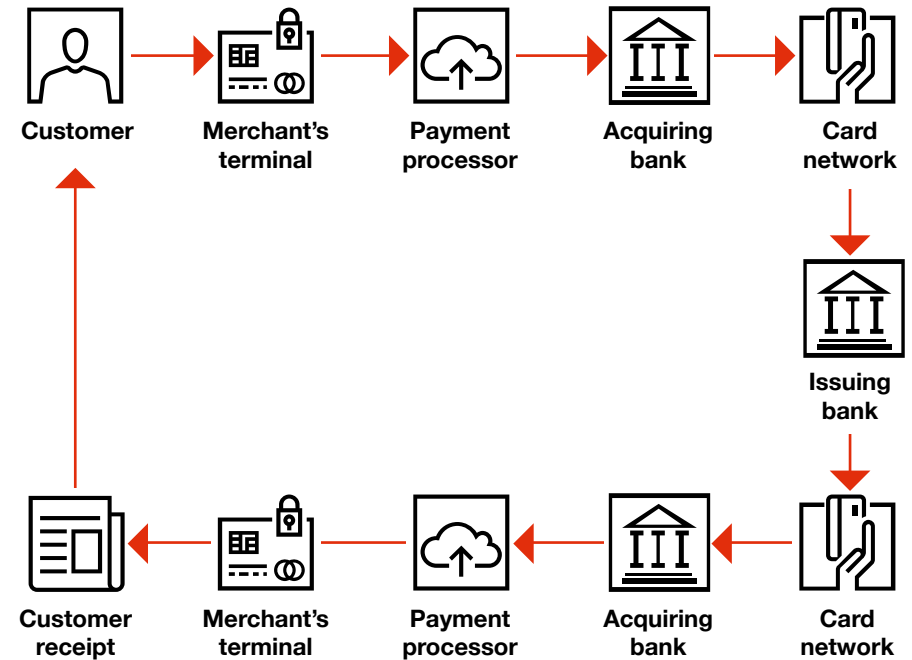 Customer
Merchant's
terminal
Payment
processor
Acquiring
bank
Card
network
Issuing
bank
Customer
receipt
Merchant's
terminal
Payment
processor
Acquiring
bank
Card
network